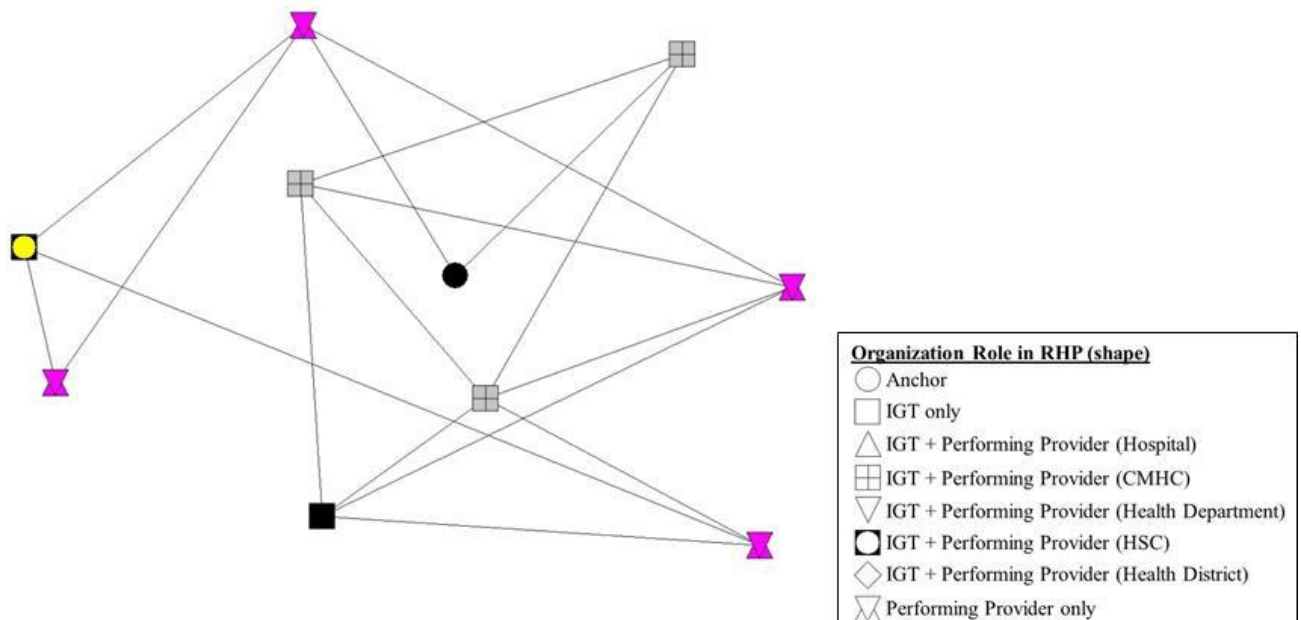 Organization Role in RHP (shape)
Anchor
IGT only
IGT + Performing Provider (Hospital)
IGT + Performing Provider (CMHC)
IGT + Performing Provider (Health Department)
IGT + Performing Provider (HSC)
IGT + Performing Provider (Health District)
Performing Provider only